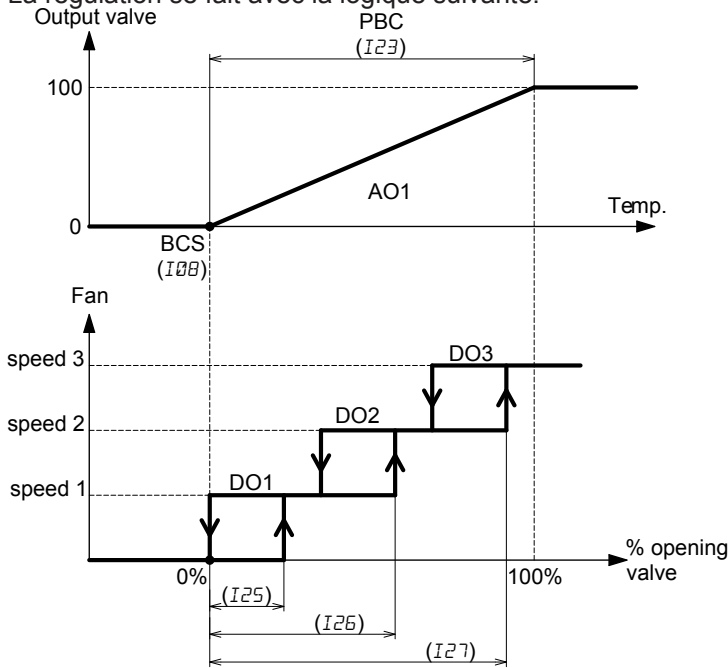 La régulation se fait avec la logique suivante:
Output valve
PBC
(I23)
100
AO1
Temp.
0
BCS
(I08)
Fan
speed 3
DO3
speed 2
DO2
speed 1
DO1
% opening
valve
0%
100%
(I25)
(I26)
(I27)